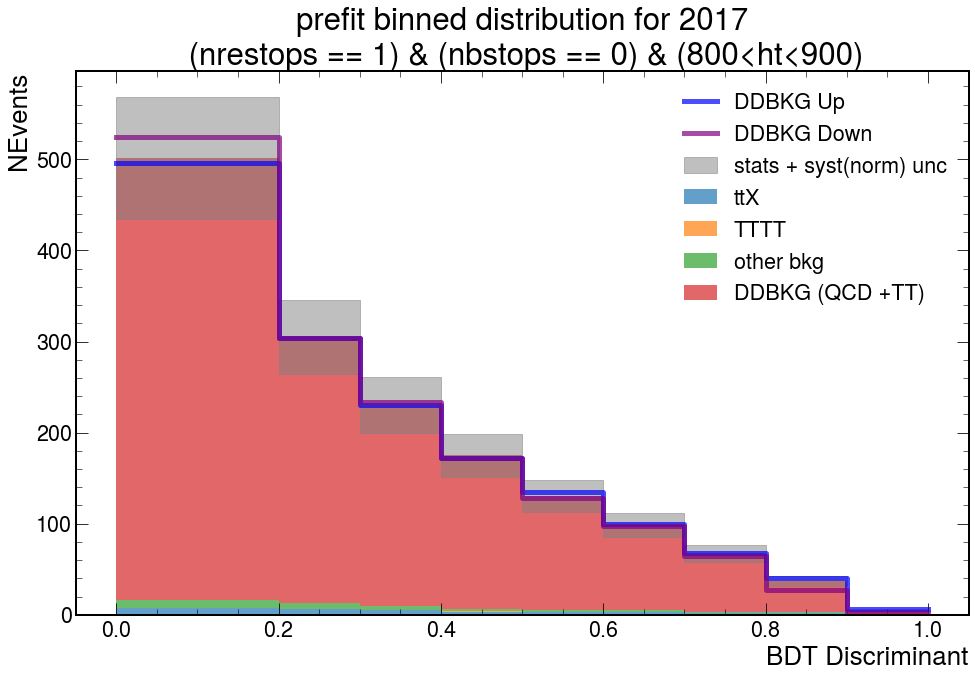 prefit binned distribution for 2017
(nrestops == 1) & (nbstops == 0) & (800<ht<900)
NEvents
DDBKG Up
DDBKG Down
stats + syst(norm) unc
ttX
TTTT
other bkg
DDBKG (QCD +TT)
500
400
300
200
100
0
0.0 0.2 0.4 0.6 0.8 1.0
BDT Discriminant